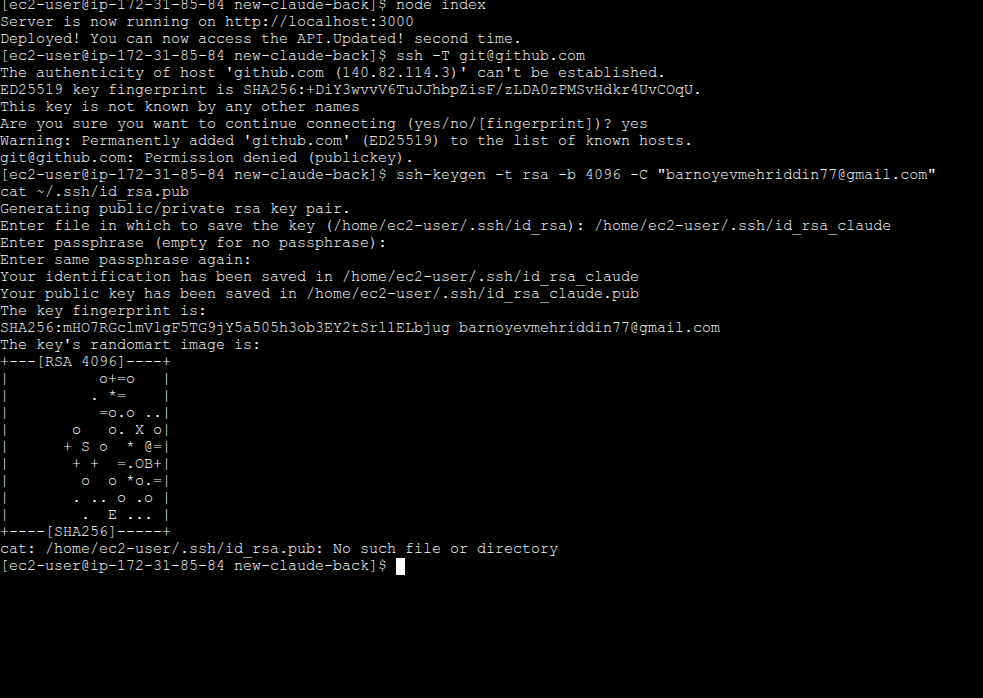 [ec2-user@ip-172-31-85-84 new-claude-back]$ node index
Server is now running on http://localhost:3000
Deployed! You can now access the API.Updated! second time.
[ec2-user@ip-172-31-85-84 new-claude-back]$ ssh -T git@github.com
The authenticity of host 'github.com (140.82.114.3)' can't be established.
ED25519 key fingerprint is SHA256:+DiY3wvvV6TuJJhbpZisF/zLDA0zPMSvHdkr4UvCOqU.
This key is not known by any other names
Are you sure you want to continue connecting (yes/no/[fingerprint])? yes
Warning: Permanently added 'github.com' (ED25519) to the list of known hosts.
git@github.com: Permission denied (publickey).
[ec2-user@ip-172-31-85-84 new-claude-back]$ ssh-keygen -t rsa -b 4096 -C "barnoyevmehriddin77@gmail.com"
cat ~/.ssh/id_rsa.pub
Generating public/private rsa key pair.
Enter file in which to save the key (/home/ec2-user/.ssh/id_rsa): /home/ec2-user/.ssh/id_rsa_claude
Enter passphrase (empty for no passphrase):
Enter same passphrase again:
Your identification has been saved in /home/ec2-user/.ssh/id_rsa_claude
Your public key has been saved in /home/ec2-user/.ssh/id_rsa_claude.pub
The key fingerprint is:
SHA256:mHO7RGclmVlgF5TG9jY5a505h3ob3EY2tSrl1ELbjug barnoyevmehriddin77@gmail.com
The key's randomart image is:
+---[RSA 4096]----+
|          o+=o   |
|         . *=    |
|          =o.o ..|
|       o   o. X o|
|      + S o  * @=|
|       + +  =.OB+|
|        o  o *o.=|
|       . .. o .o |
|        .  E ... |
+----[SHA256]-----+
cat: /home/ec2-user/.ssh/id_rsa.pub: No such file or directory
[ec2-user@ip-172-31-85-84 new-claude-back]$